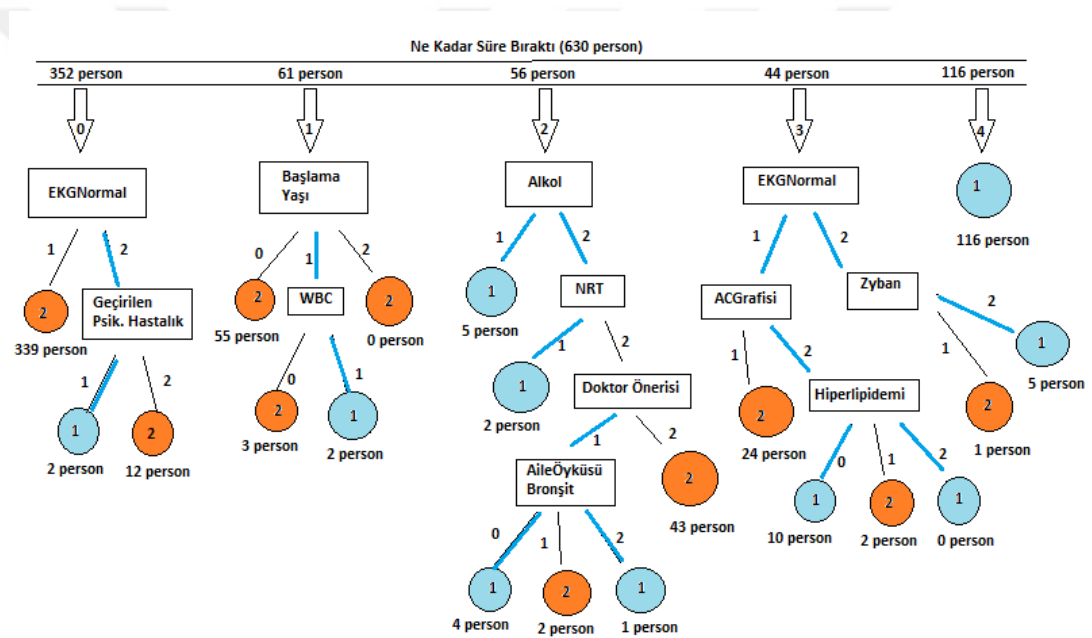 Ne Kadar Süre Bıraktı (630 person)
352 person
61 person
56 person
44 person
116 person
0
1
2
3
4
EKGNormal
1
2
2
339 person
Geçirilen
Psik. Hastalık
1
2
1
2 person
2
12 person
Başlama
Yaşı
0
1
2
2
55 person
WBC
2
0 person
0
1
2
3 person
1
2 person
Alkol
1
2
1
5 person
NRT
1
2
1
2 person
Doktor Önerisi
1
2
AileÖyküsü
Bronşit
2
43 person
0
1
2
1
4 person
2
2 person
1
1 person
EKGNormal
1
2
ACGrafisi
1
2
2
24 person
Hiperlipidemi
0
1
2
1
10 person
2
2 person
1
0 person
Zyban
1
2
2
1 person
1
5 person
1
116 person